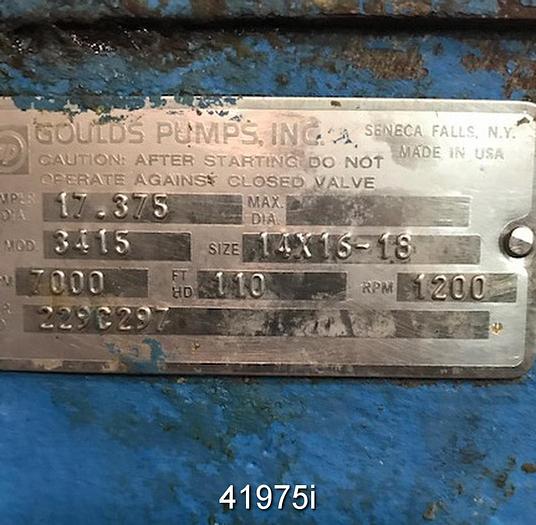 GOULDS PUMPS, INC. SENECA FALLS, N.Y.
MADE IN USA
CAUTION: AFTER STARTING DO NOT
OPERATE AGAINST CLOSED VALVE
DIA. 17.375 MAX. DIA.
MOD. 3415 SIZE 14X16-18
7000 FT HD 110 RPM 1200
229C297
41975i